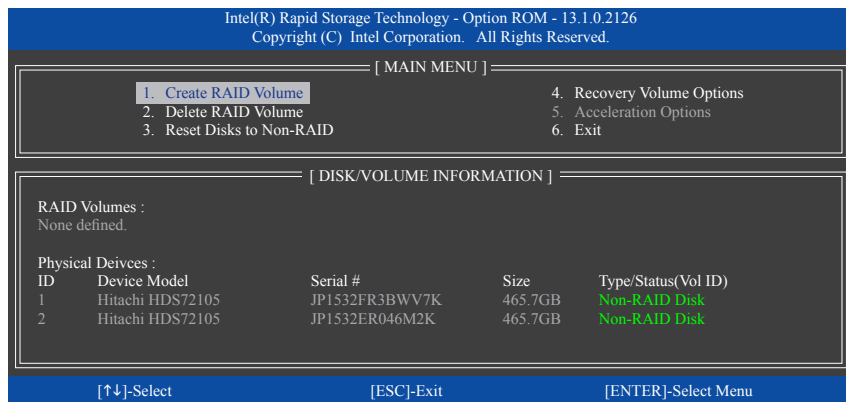 Intel(R) Rapid Storage Technology - Option ROM - 13.1.0.2126
Copyright (C) Intel Corporation. All Rights Reserved.
[ MAIN MENU ]
1. Create RAID Volume
2. Delete RAID Volume
3. Reset Disks to Non-RAID
4. Recovery Volume Options
5. Acceleration Options
6. Exit
[ DISK/VOLUME INFORMATION ]
RAID Volumes :
None defined.
Physical Deivces :
ID Device Model Serial # Size Type/Status(Vol ID)
1 Hitachi HDS72105 JP1532FR3BWV7K 465.7GB Non-RAID Disk
2 Hitachi HDS72105 JP1532ER046M2K 465.7GB Non-RAID Disk
[↑↓]-Select [ESC]-Exit [ENTER]-Select Menu